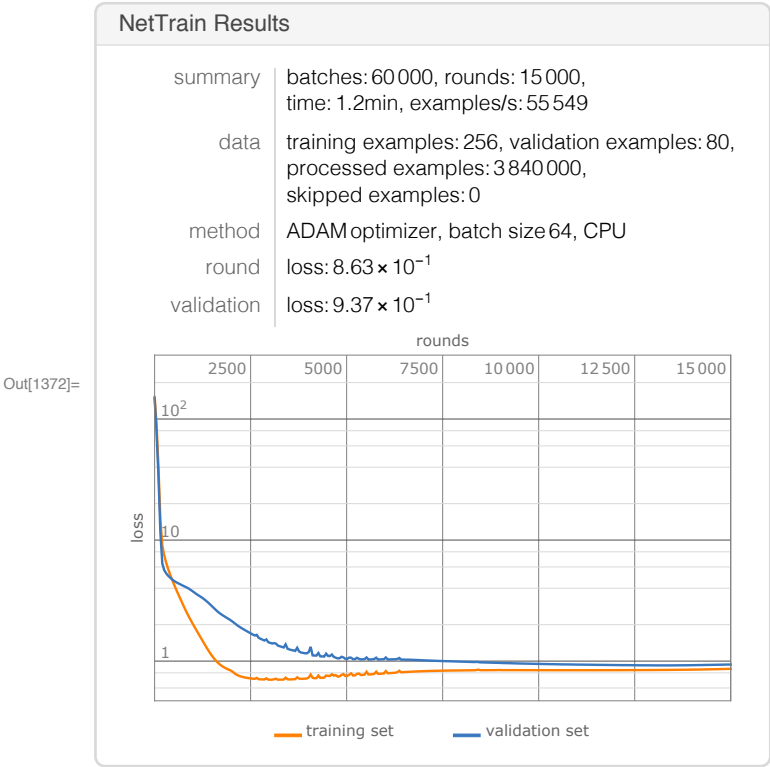 NetTrain Results
summary batches: 60 000, rounds: 15 000,
time: 1.2min, examples/s: 55 549
data training examples: 256, validation examples: 80,
processed examples: 3 840 000,
skipped examples: 0
method ADAM optimizer, batch size 64, CPU
round loss: 8.63 × 10⁻¹
validation loss: 9.37 × 10⁻¹
Out[1372]=
rounds
2500 5000 7500 10 000 12 500 15 000
10²
10
1
loss
training set validation set